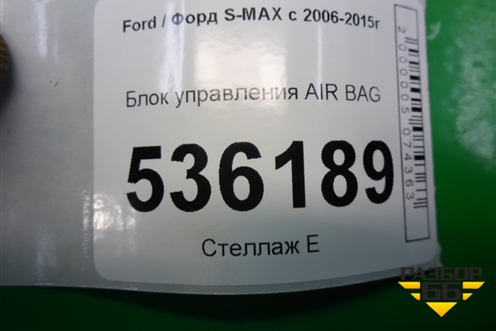 Ford / Форд S-MAX с 2006-2015г
Блок управления AIR BAG
536189
Стеллаж Е
2000005074363
РАЗБОР
66